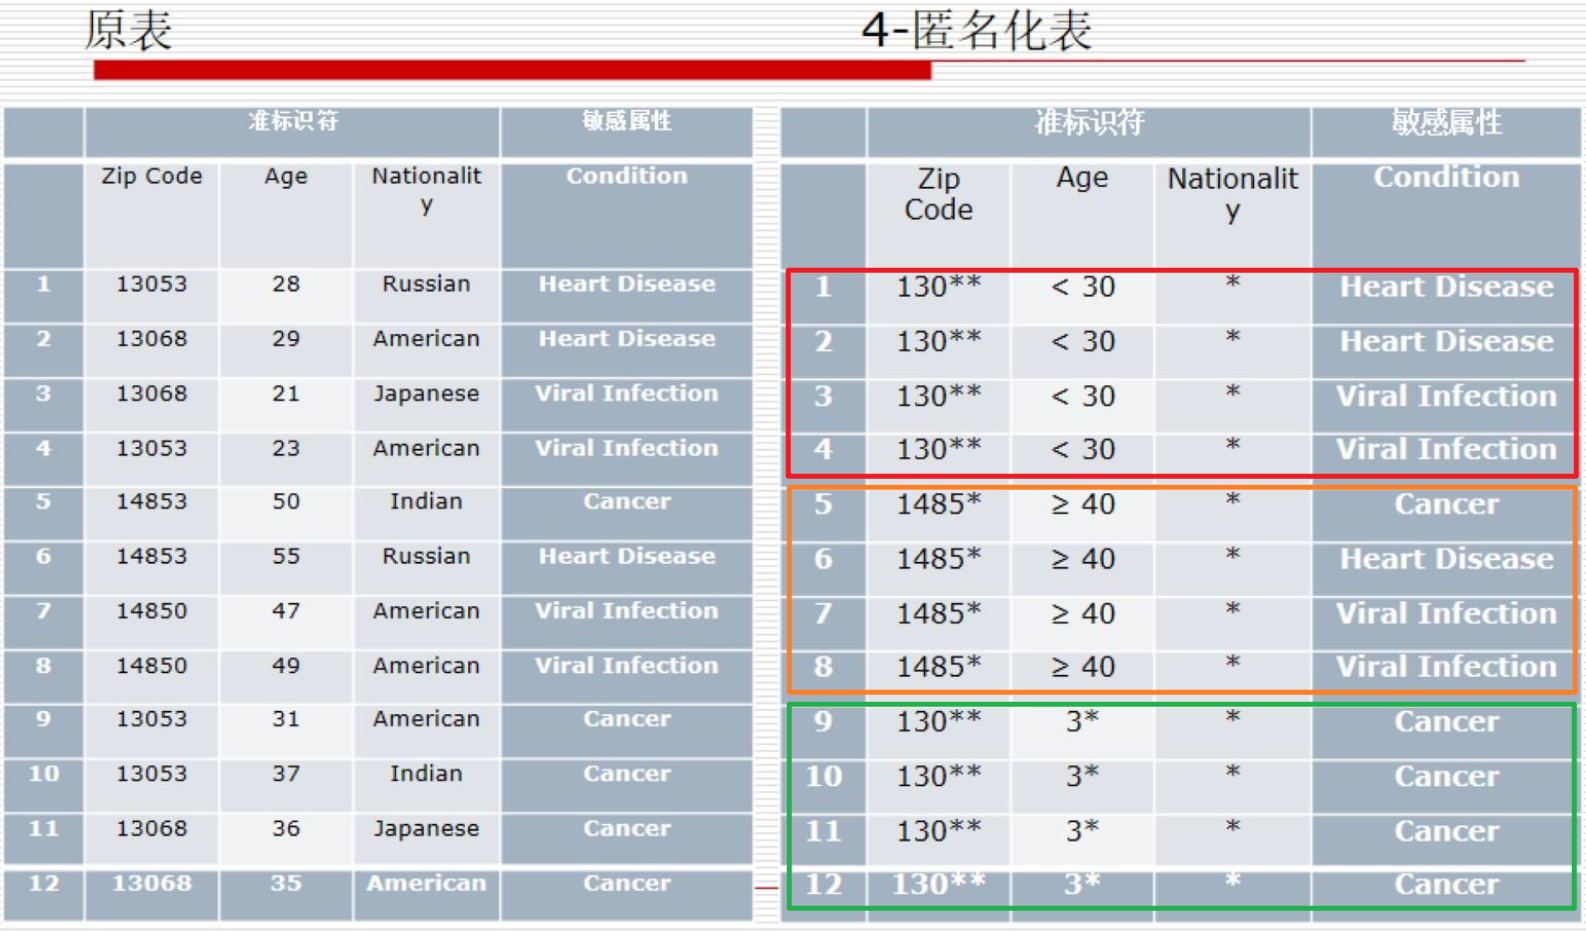 原表
4-匿名化表
准标识符 敏感属性
Zip Code Age Nationalit Condition
y
1 13053 28 Russian Heart Disease
2 13068 29 American Heart Disease
3 13068 21 Japanese Viral Infection
4 13053 23 American Viral Infection
5 14853 50 Indian Cancer
6 14853 55 Russian Heart Disease
7 14850 47 American Viral Infection
8 14850 49 American Viral Infection
9 13053 31 American Cancer
10 13053 37 Indian Cancer
11 13068 36 Japanese Cancer
12 13068 35 American Cancer
准标识符 敏感属性
Zip Age Nationalit Condition
Code y
1 130** < 30 * Heart Disease
2 130** < 30 * Heart Disease
3 130** < 30 * Viral Infection
4 130** < 30 * Viral Infection
5 1485* ≥ 40 * Cancer
6 1485* ≥ 40 * Heart Disease
7 1485* ≥ 40 * Viral Infection
8 1485* ≥ 40 * Viral Infection
9 130** 3* * Cancer
10 130** 3* * Cancer
11 130** 3* * Cancer
12 130** 3* * Cancer